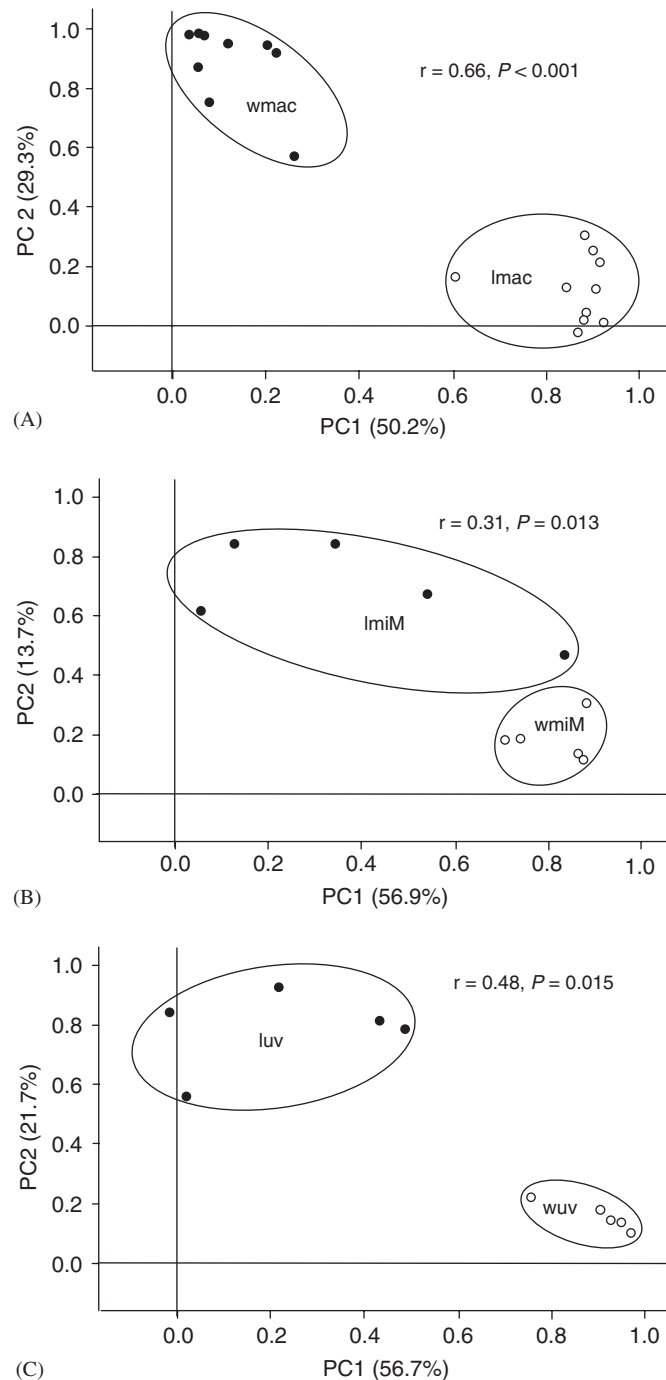 1.0
0.8
0.6
0.4
0.2
0.0
PC 2 (29.3%)
r = 0.66, P < 0.001
wmac
lmac
0.0 0.2 0.4 0.6 0.8 1.0
PC1 (50.2%)
(A)
1.0
0.8
0.6
0.4
0.2
0.0
PC2 (13.7%)
r = 0.31, P = 0.013
lmiM
wmiM
0.0 0.2 0.4 0.6 0.8 1.0
PC1 (56.9%)
(B)
1.0
0.8
0.6
0.4
0.2
0.0
PC2 (21.7%)
r = 0.48, P = 0.015
luv
wuv
0.0 0.2 0.4 0.6 0.8 1.0
PC1 (56.7%)
(C)